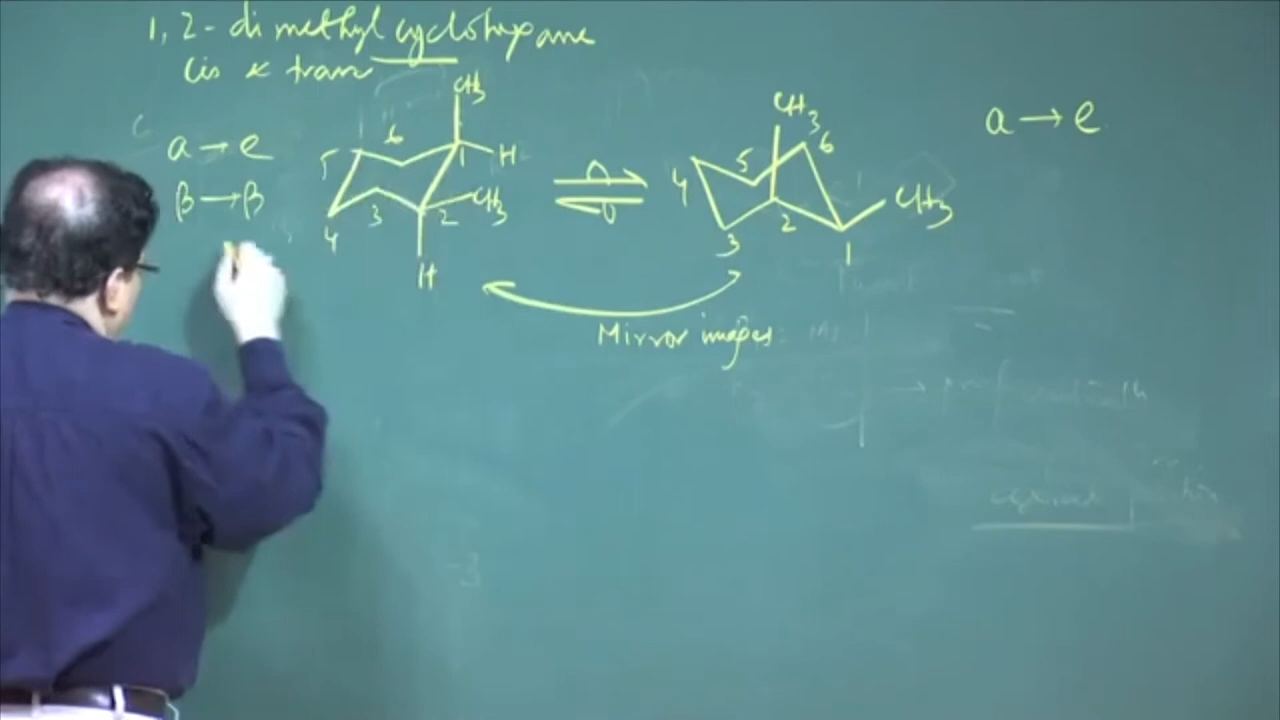 1,2-dimethyl cyclohexane
cis & tran
a → e
β → β
CH3
H
CH3
H
1
2
3
4
5
6
CH3
CH3
1
2
3
4
5
6
Mirror images
a → e